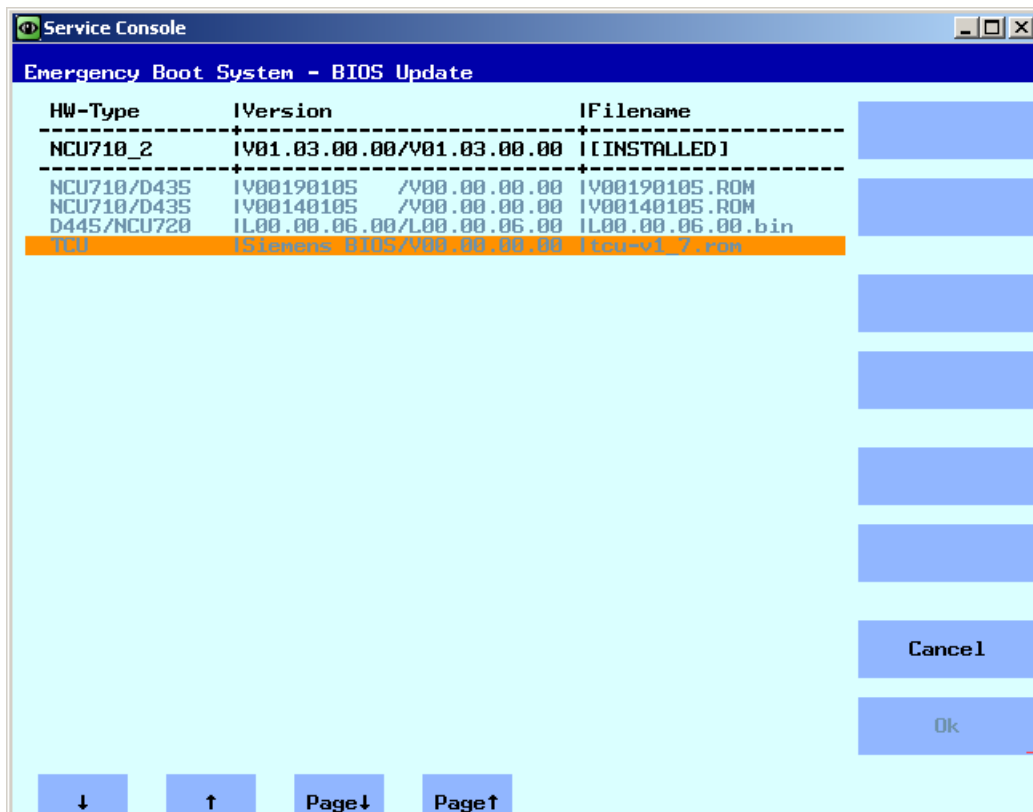 Service Console
Emergency Boot System - BIOS Update
HW-Type |Version |Filename
NCU710_2 |V01.03.00.00/V01.03.00.00 |[INSTALLED]
NCU710/D435 |V00190105 /V00.00.00.00 |V00190105.ROM
NCU710/D435 |V00140105 /V00.00.00.00 |V00140105.ROM
D445/NCU720 |L00.00.06.00/L00.00.06.00 |L00.00.06.00.bin
TCU |Siemens BIOS/V00.00.00.00 |tcu-v1_7.rom
Cancel
Ok
↓ ↑ Page↓ Page↑